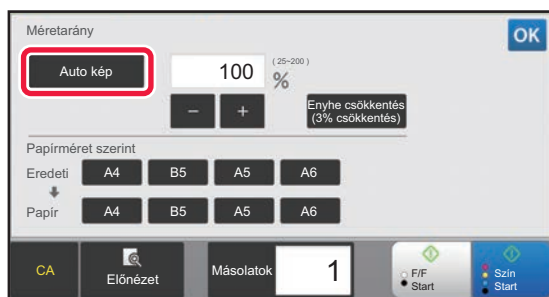 Méretarány
OK
Auto kép
100
(25~200)
%
− +
Enyhe csökkentés
(3% csökkentés)
Papírméret szerint
Eredeti A4 B5 A5 A6
Papír A4 B5 A5 A6
CA
Előnézet
Másolatok 1
F/F
Start
Szín
Start